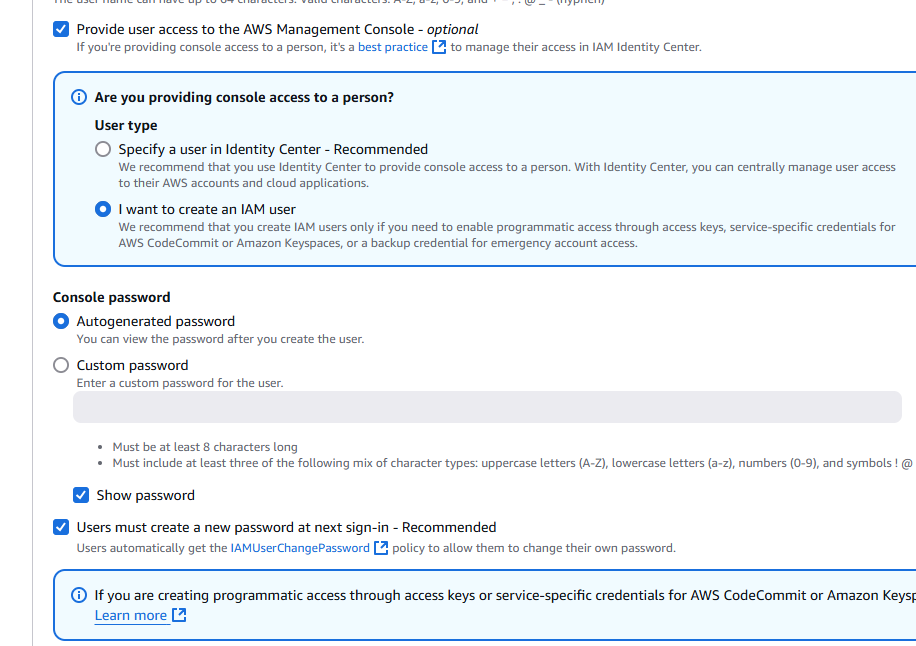 The user name can have up to 64 characters. Valid characters: A-Z, a-z, 0-9, and + = , . @ _ - (hyphen)
Provide user access to the AWS Management Console - optional
If you're providing console access to a person, it's a best practice to manage their access in IAM Identity Center.
Are you providing console access to a person?
User type
Specify a user in Identity Center - Recommended
We recommend that you use Identity Center to provide console access to a person. With Identity Center, you can centrally manage user access
to their AWS accounts and cloud applications.
I want to create an IAM user
We recommend that you create IAM users only if you need to enable programmatic access through access keys, service-specific credentials for
AWS CodeCommit or Amazon Keyspaces, or a backup credential for emergency account access.
Console password
Autogenerated password
You can view the password after you create the user.
Custom password
Enter a custom password for the user.
• Must be at least 8 characters long
• Must include at least three of the following mix of character types: uppercase letters (A-Z), lowercase letters (a-z), numbers (0-9), and symbols ! @
Show password
Users must create a new password at next sign-in - Recommended
Users automatically get the IAMUserChangePassword policy to allow them to change their own password.
If you are creating programmatic access through access keys or service-specific credentials for AWS CodeCommit or Amazon Keysp
Learn more